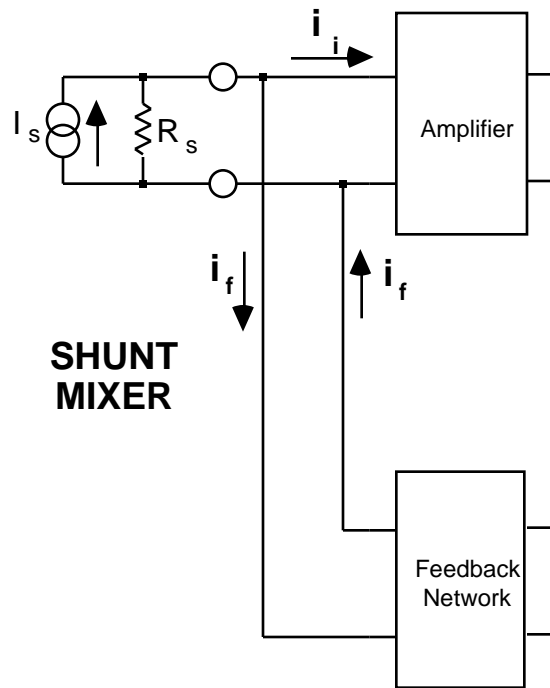 i i
Amplifier
I s
R s
i f
i f
SHUNT
MIXER
Feedback
Network